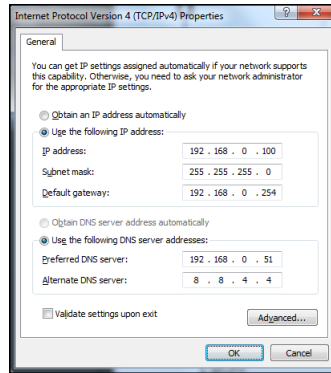 Internet Protocol Version 4 (TCP/IPv4) Properties
General
You can get IP settings assigned automatically if your network supports
this capability. Otherwise, you need to ask your network administrator
for the appropriate IP settings.
Obtain an IP address automatically
Use the following IP address:
IP address: 192 . 168 . 0 . 100
Subnet mask: 255 . 255 . 255 . 0
Default gateway: 192 . 168 . 0 . 254
Obtain DNS server address automatically
Use the following DNS server addresses:
Preferred DNS server: 192 . 168 . 0 . 51
Alternate DNS server: 8 . 8 . 4 . 4
Validate settings upon exit
Advanced...
OK Cancel